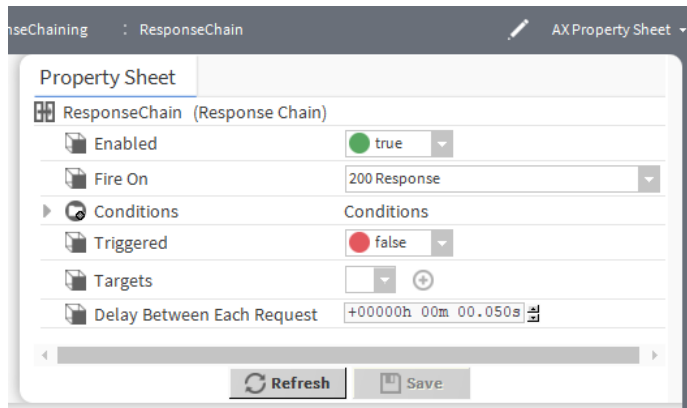 nseChaining : ResponseChain AX Property Sheet
Property Sheet
ResponseChain (Response Chain)
Enabled true
Fire On 200 Response
Conditions Conditions
Triggered false
Targets
Delay Between Each Request +00000h 00m 00.050s
Refresh Save